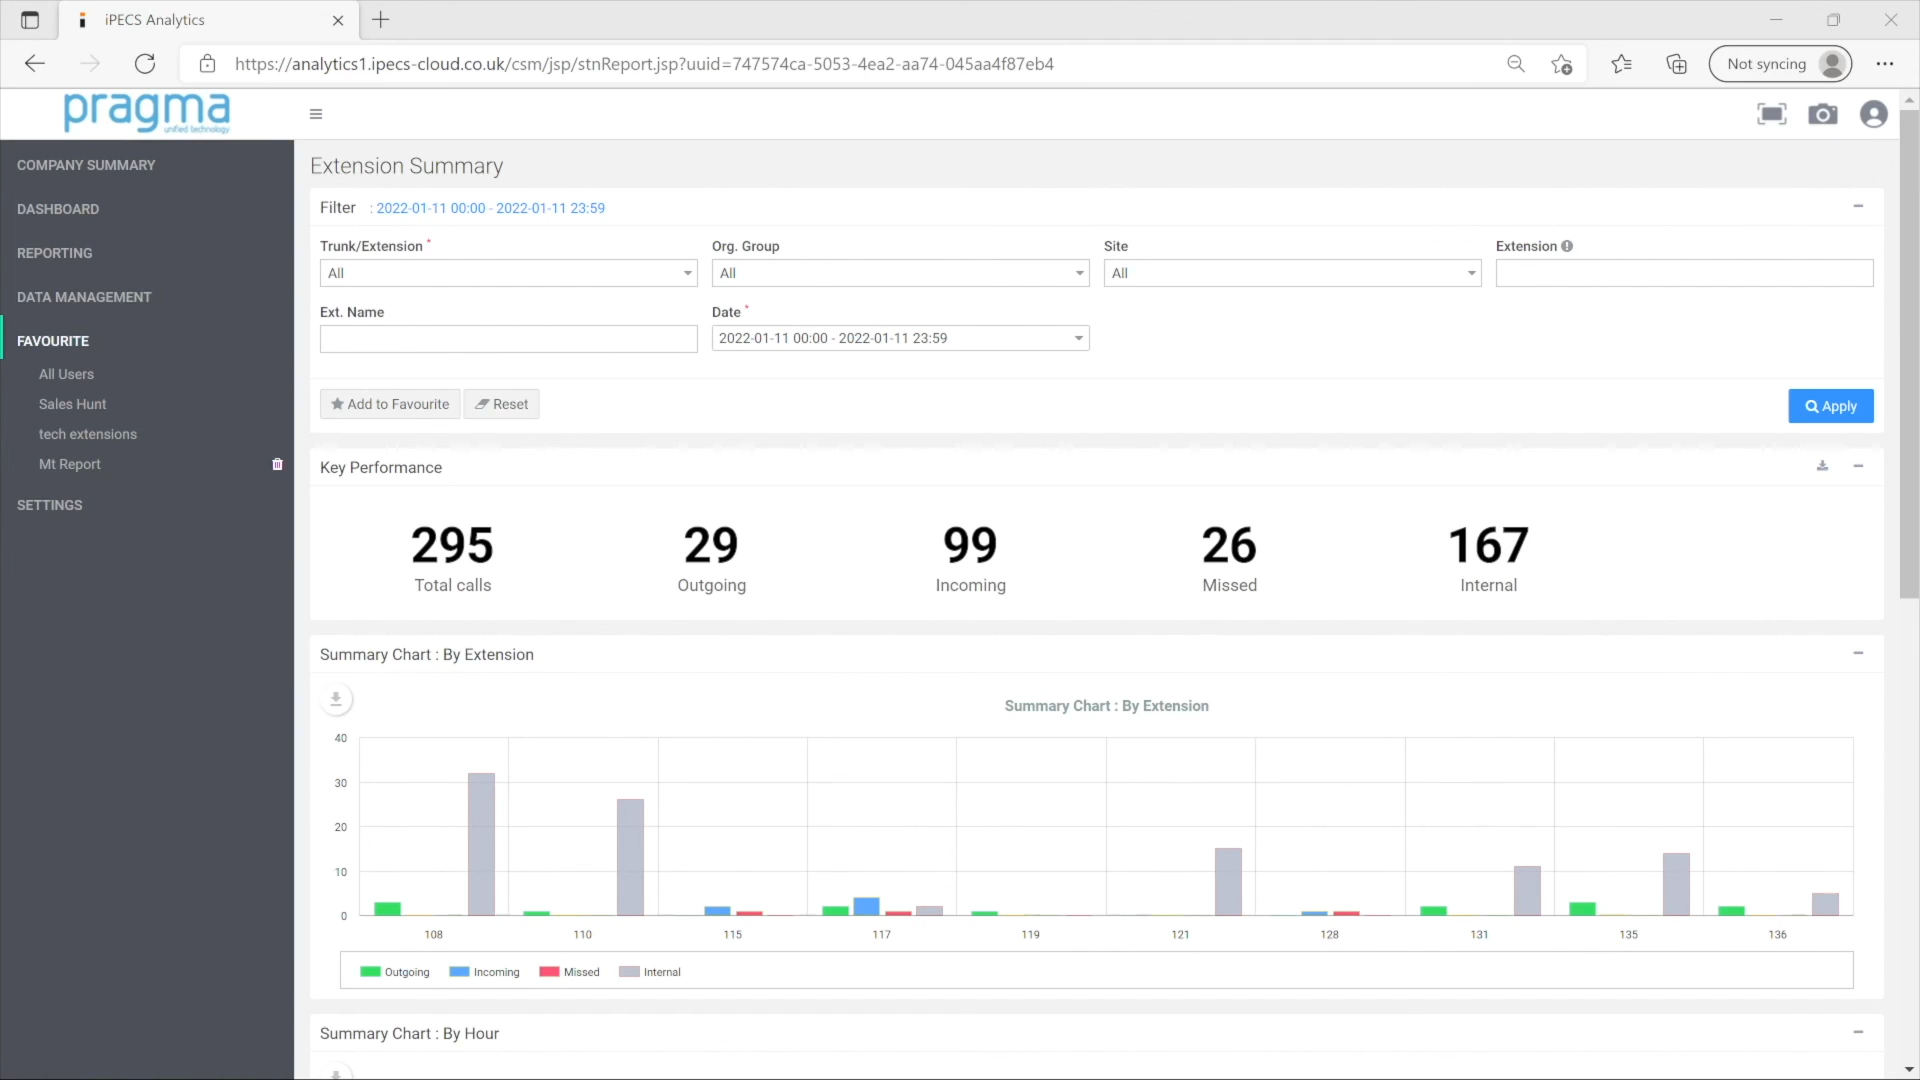 iPECS Analytics
https://analytics1.ipecs-cloud.co.uk/csm/jsp/stnReport.jsp?uuid=747574ca-5053-4ea2-aa74-045aa4f87eb4
Not syncing
pragma
unified technology
COMPANY SUMMARY
DASHBOARD
REPORTING
DATA MANAGEMENT
FAVOURITE
All Users
Sales Hunt
tech extensions
Mt Report
SETTINGS
Extension Summary
Filter : 2022-01-11 00:00 - 2022-01-11 23:59
Trunk/Extension * Org. Group Site Extension
All All All
Ext. Name Date *
2022-01-11 00:00 - 2022-01-11 23:59
Add to Favourite Reset Apply
Key Performance
295 29 99 26 167
Total calls Outgoing Incoming Missed Internal
Summary Chart : By Extension
Summary Chart : By Extension
40
30
20
10
0
108 110 115 117 119 121 128 131 135 136
Outgoing Incoming Missed Internal
Summary Chart : By Hour